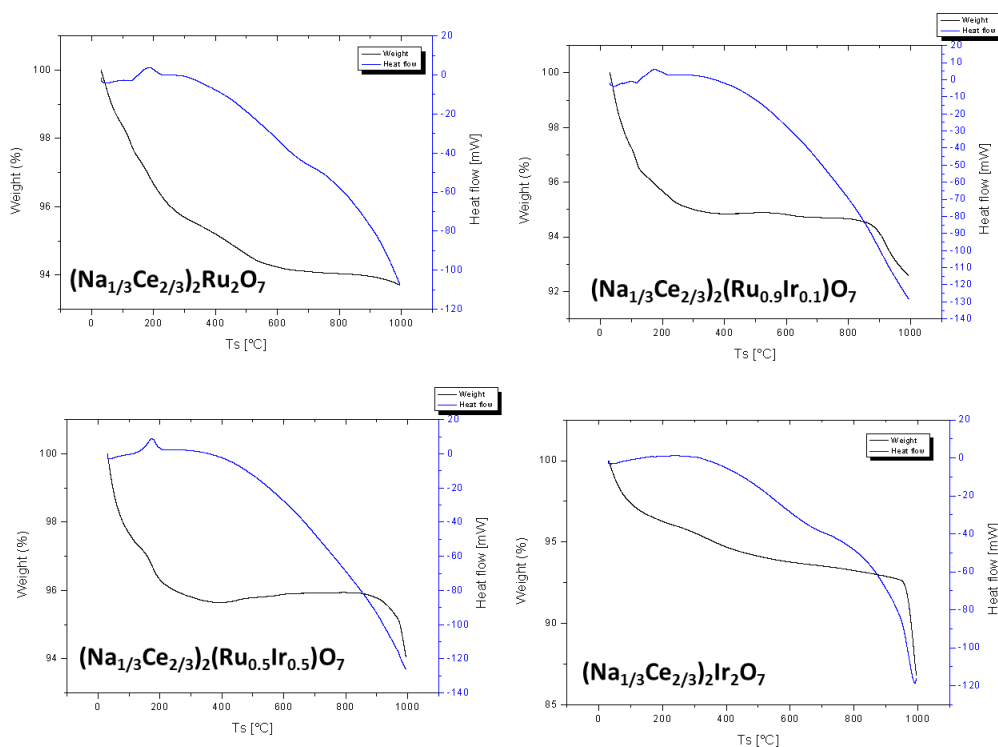 Weight
Heat flow
Weight (%)
100
98
96
94
20
0
-20
-40
-60
-80
-100
-120
Heat flow [mW]
(Na1/3Ce2/3)2Ru2O7
0 200 400 600 800 1000
Ts [°C]
Weight
Heat flow
Weight (%)
100
98
96
94
92
20
10
0
-10
-20
-30
-40
-50
-60
-70
-80
-90
-100
-110
-120
-130
-140
Heat flow [mW]
(Na1/3Ce2/3)2(Ru0.9Ir0.1)O7
0 200 400 600 800 1000
Ts [°C]
Weight
Heat flow
Weight (%)
100
98
96
94
20
0
-20
-40
-60
-80
-100
-120
-140
Heat flow [mW]
(Na1/3Ce2/3)2(Ru0.5Ir0.5)O7
0 200 400 600 800 1000
Ts [°C]
Weight
Heat flow
Weight (%)
100
95
90
85
20
0
-20
-40
-60
-80
-100
-120
Heat flow [mW]
(Na1/3Ce2/3)2Ir2O7
0 200 400 600 800 1000
Ts [°C]